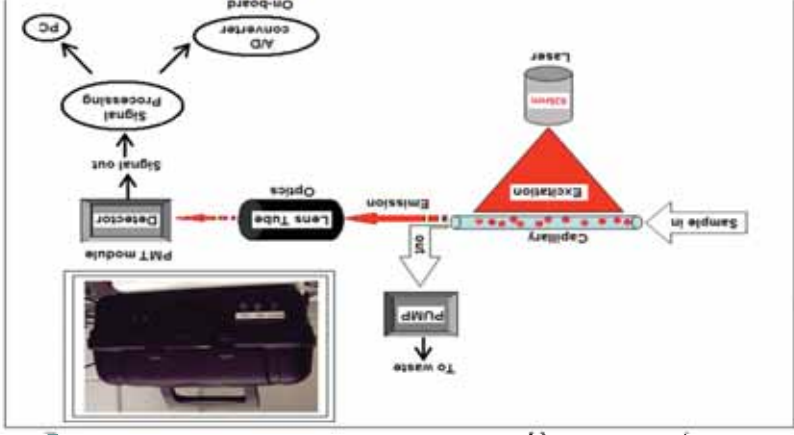 To waste
PUMP
out
PMT module
Capillary
Sample in
Excitation
Laser
Emission
Lens Tube
Optics
Detector
Signal out
Signal
Processing
A/D
converter
On-board
PC